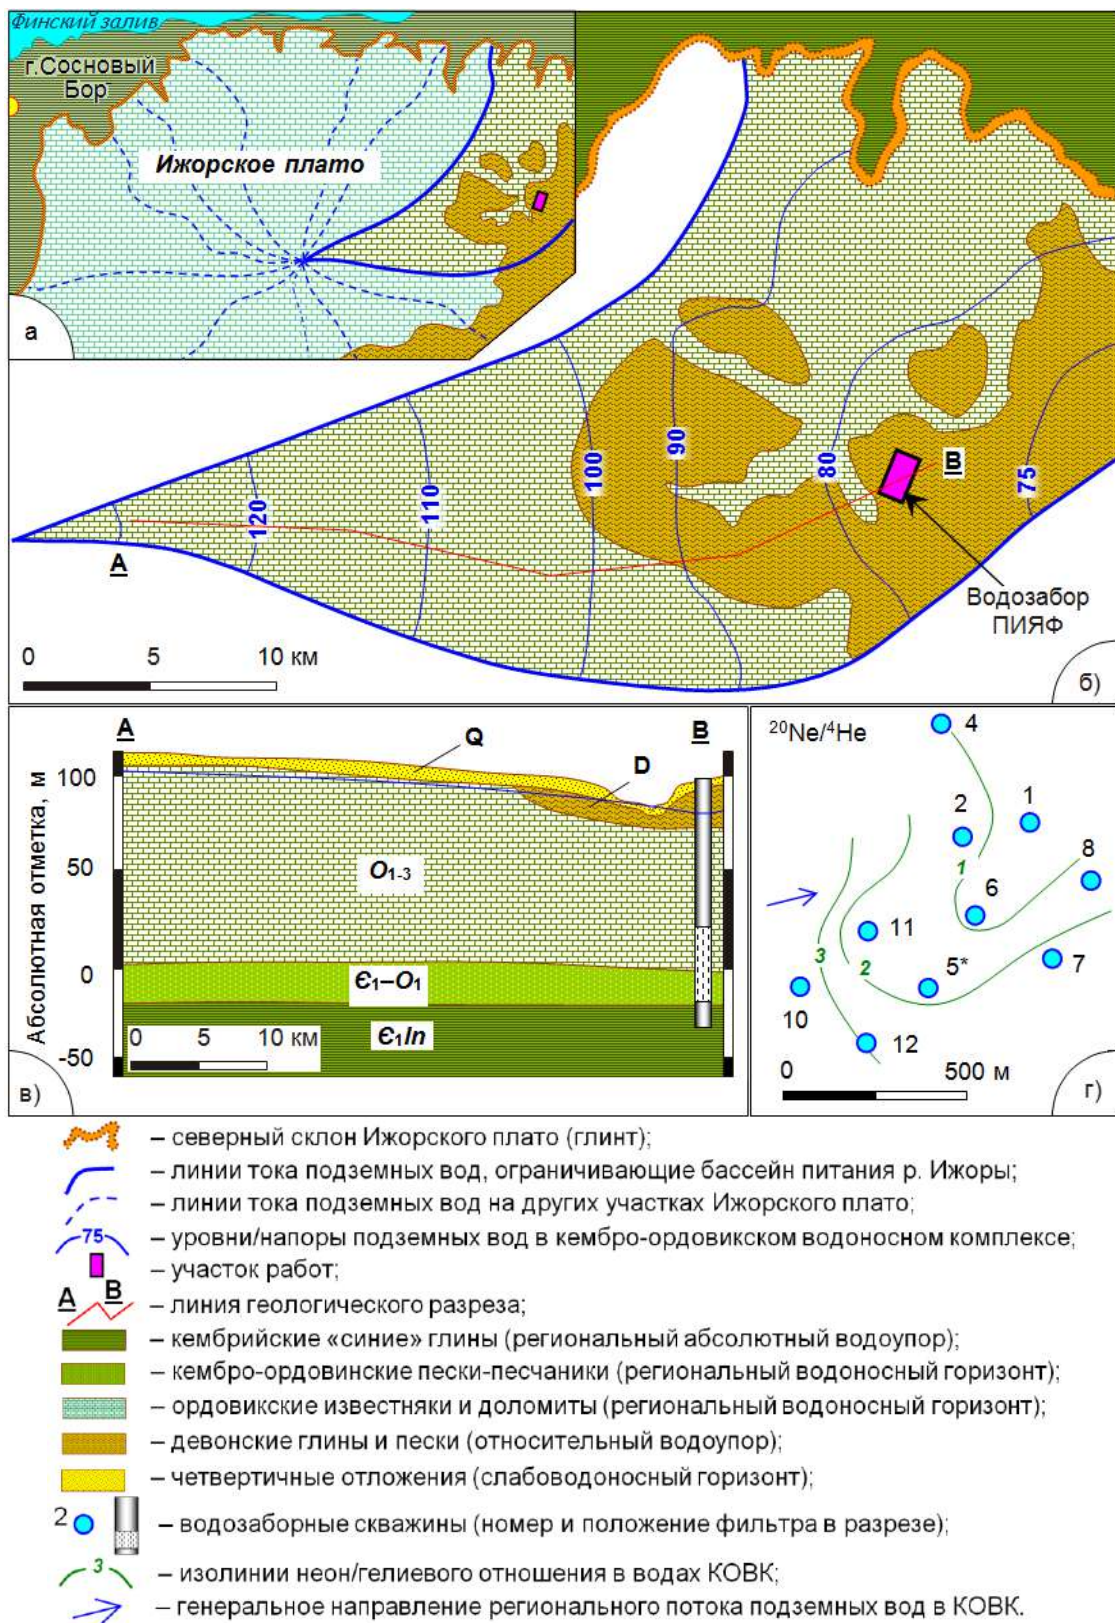 Финский залив
г.Сосновый
Бор
Ижорское плато
а
120
110
100
90
80
75
A
B
Водозабор
ПИЯФ
0 5 10 км
б)
A
B
Q
D
Абсолютная отметка, м
100
50
0
-50
O1-3
Є1–O1
Є1ln
0 5 10 км
в)
²⁰Ne/⁴He
4
1
2
8
1
6
11
3
2
5*
7
10
12
0 500 м
г)
– северный склон Ижорского плато (глинт);
– линии тока подземных вод, ограничивающие бассейн питания р. Ижоры;
– линии тока подземных вод на других участках Ижорского плато;
75 – уровни/напоры подземных вод в кембро-ордовикском водоносном комплексе;
– участок работ;
A B – линия геологического разреза;
– кембрийские «синие» глины (региональный абсолютный водоупор);
– кембро-ордовинские пески-песчаники (региональный водоносный горизонт);
– ордовикские известняки и доломиты (региональный водоносный горизонт);
– девонские глины и пески (относительный водоупор);
– четвертичные отложения (слабоводоносный горизонт);
2 – водозаборные скважины (номер и положение фильтра в разрезе);
3 – изолинии неон/гелиевого отношения в водах КОВК;
– генеральное направление регионального потока подземных вод в КОВК.